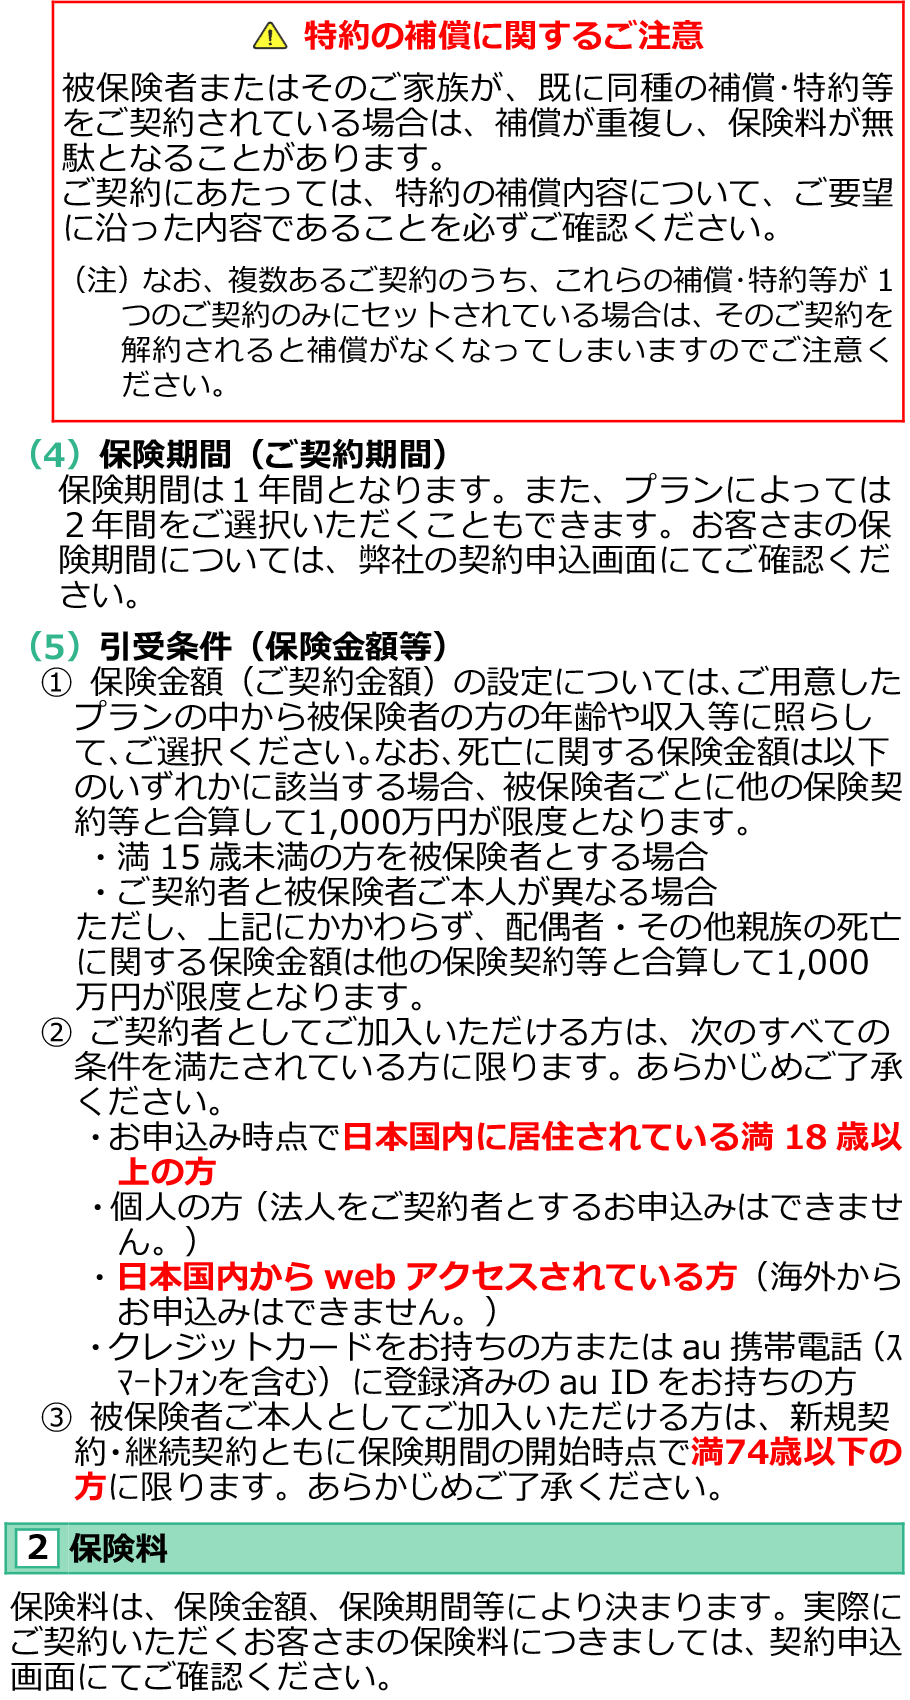 特約の補償に関するご注意
被保険者またはそのご家族が、既に同種の補償･特約等
をご契約されている場合は、補償が重複し、保険料が無
駄となることがあります。
ご契約にあたっては、特約の補償内容について、ご要望
に沿った内容であることを必ずご確認ください。
（注）なお、複数あるご契約のうち、これらの補償･特約等が 1
つのご契約のみにセットされている場合は、そのご契約を
解約されると補償がなくなってしまいますのでご注意く
ださい。
（4）保険期間（ご契約期間）
保険期間は１年間となります。また、プランによっては
２年間をご選択いただくこともできます。お客さまの保
険期間については、弊社の契約申込画面にてご確認くだ
さい。
（5）引受条件（保険金額等）
① 保険金額（ご契約金額）の設定については､ご用意した
プランの中から被保険者の方の年齢や収入等に照らし
て､ご選択ください｡なお､死亡に関する保険金額は以下
のいずれかに該当する場合、被保険者ごとに他の保険契
約等と合算して1,000万円が限度となります。
・満 15 歳未満の方を被保険者とする場合
・ご契約者と被保険者ご本人が異なる場合
ただし、上記にかかわらず、配偶者・その他親族の死亡
に関する保険金額は他の保険契約等と合算して1,000
万円が限度となります。
② ご契約者としてご加入いただける方は、次のすべての
条件を満たされている方に限ります。あらかじめご了承
ください。
・お申込み時点で日本国内に居住されている満 18 歳以
上の方
・個人の方（法人をご契約者とするお申込みはできませ
ん。）
・日本国内から web アクセスされている方（海外から
お申込みはできません。）
・クレジットカードをお持ちの方または au 携帯電話（ｽ
ﾏｰﾄﾌｫﾝを含む）に登録済みの au ID をお持ちの方
③ 被保険者ご本人としてご加入いただける方は、新規契
約･継続契約ともに保険期間の開始時点で満74歳以下の
方に限ります。あらかじめご了承ください。
2 保険料
保険料は、保険金額、保険期間等により決まります。実際に
ご契約いただくお客さまの保険料につきましては、契約申込
画面にてご確認ください。